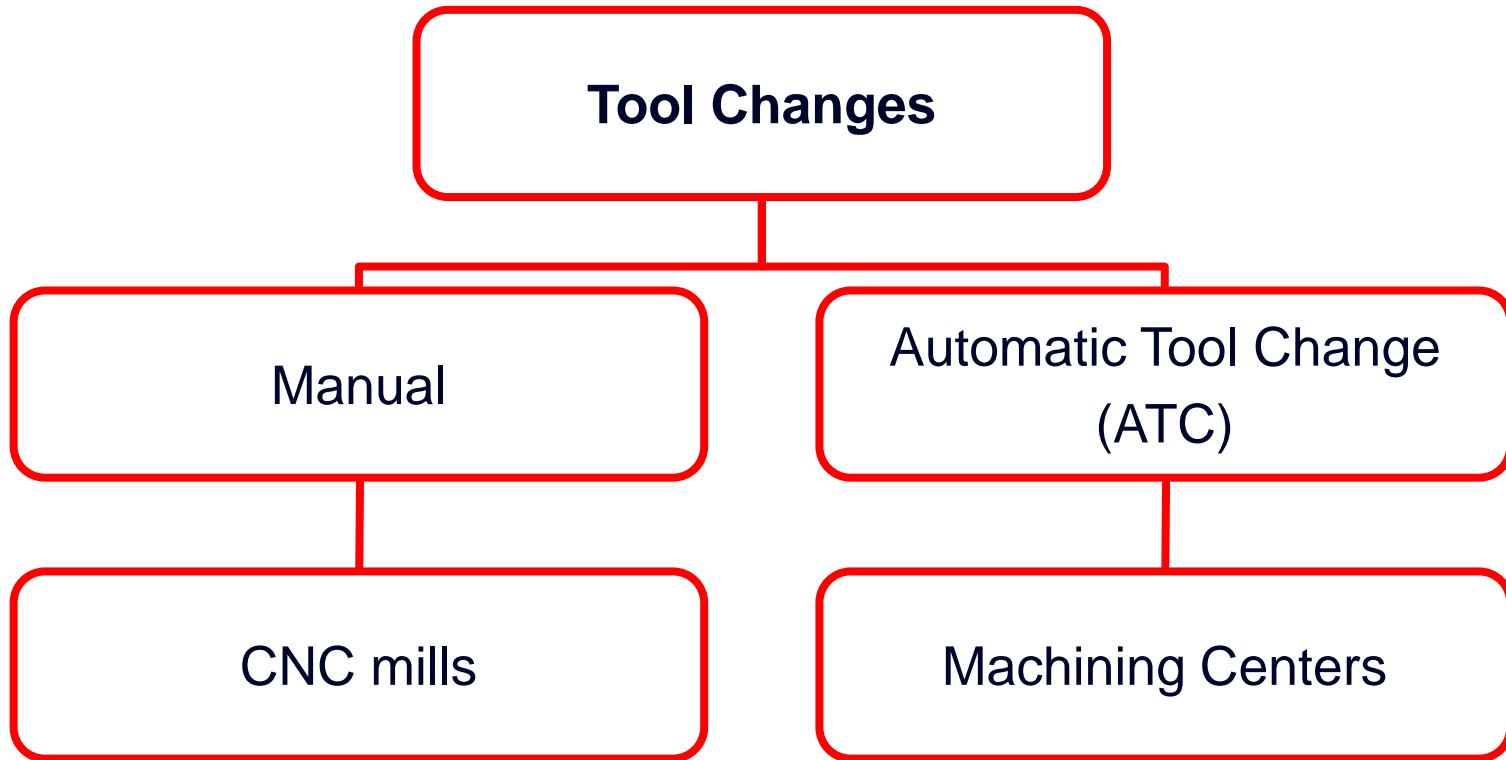 Tool Changes
Manual
Automatic Tool Change
(ATC)
CNC mills
Machining Centers